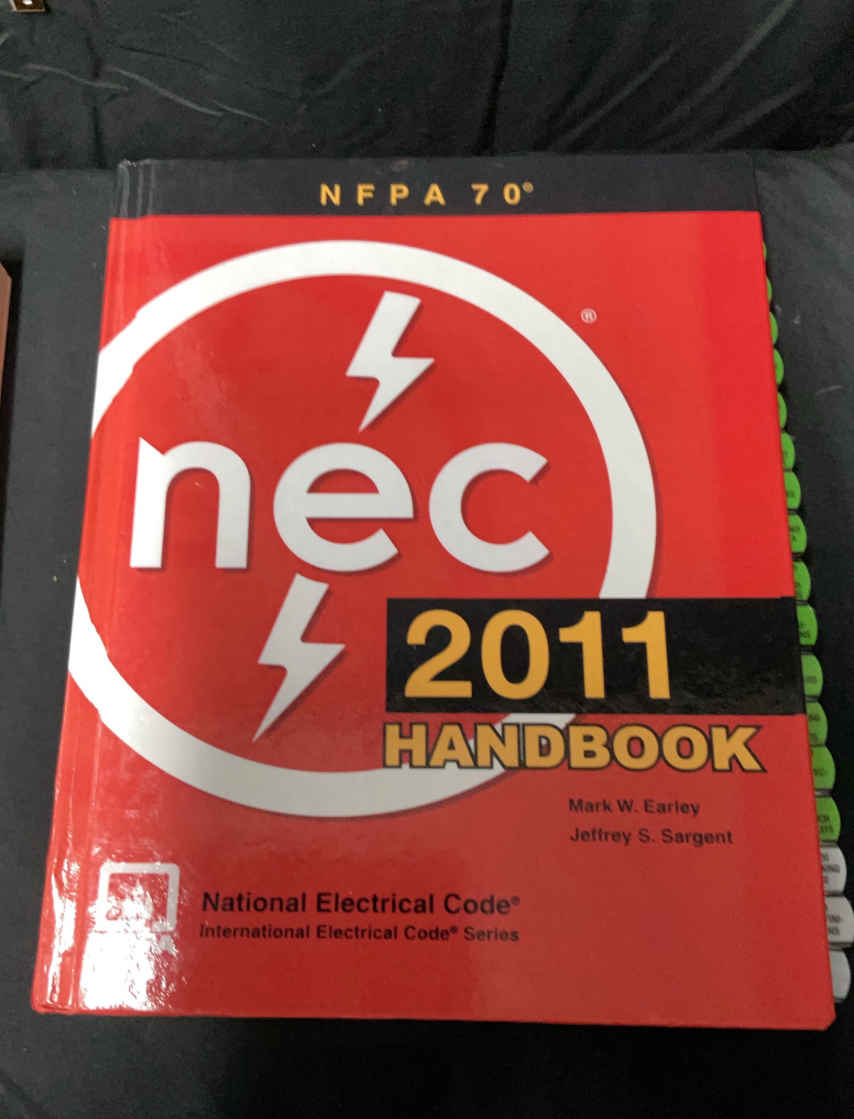 NFPA 70®
®
nec
2011
HANDBOOK
Mark W. Earley
Jeffrey S. Sargent
National Electrical Code®
International Electrical Code® Series